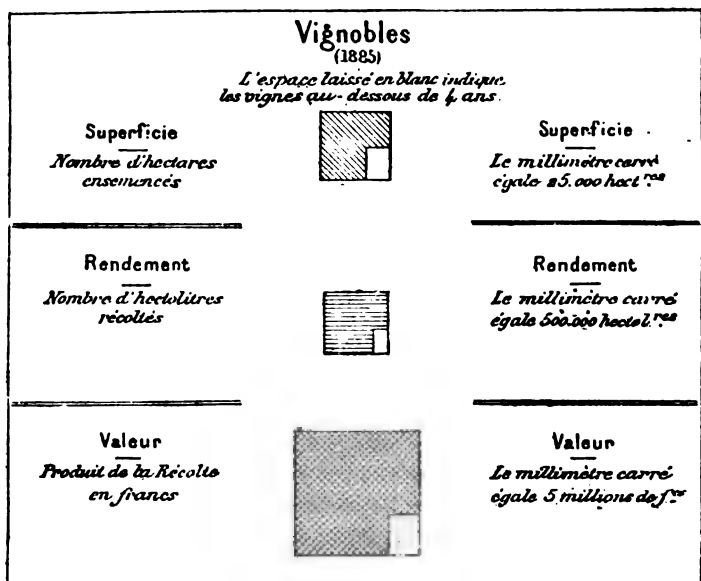 Vignobles
(1885)
L'espace laissé en blanc indique
les vignes au-dessous de 4 ans.
Superficie
Nombre d'hectares
ensemencés
Superficie
Le millimètre carré
égale 25.000 hect.res
Rendement
Nombre d'hectolitres
récoltés
Rendement
Le millimètre carré
égale 500.000 hectol.res
Valeur
Produit de la Récolte
en francs
Valeur
Le millimètre carré
égale 5 millions de f.cs